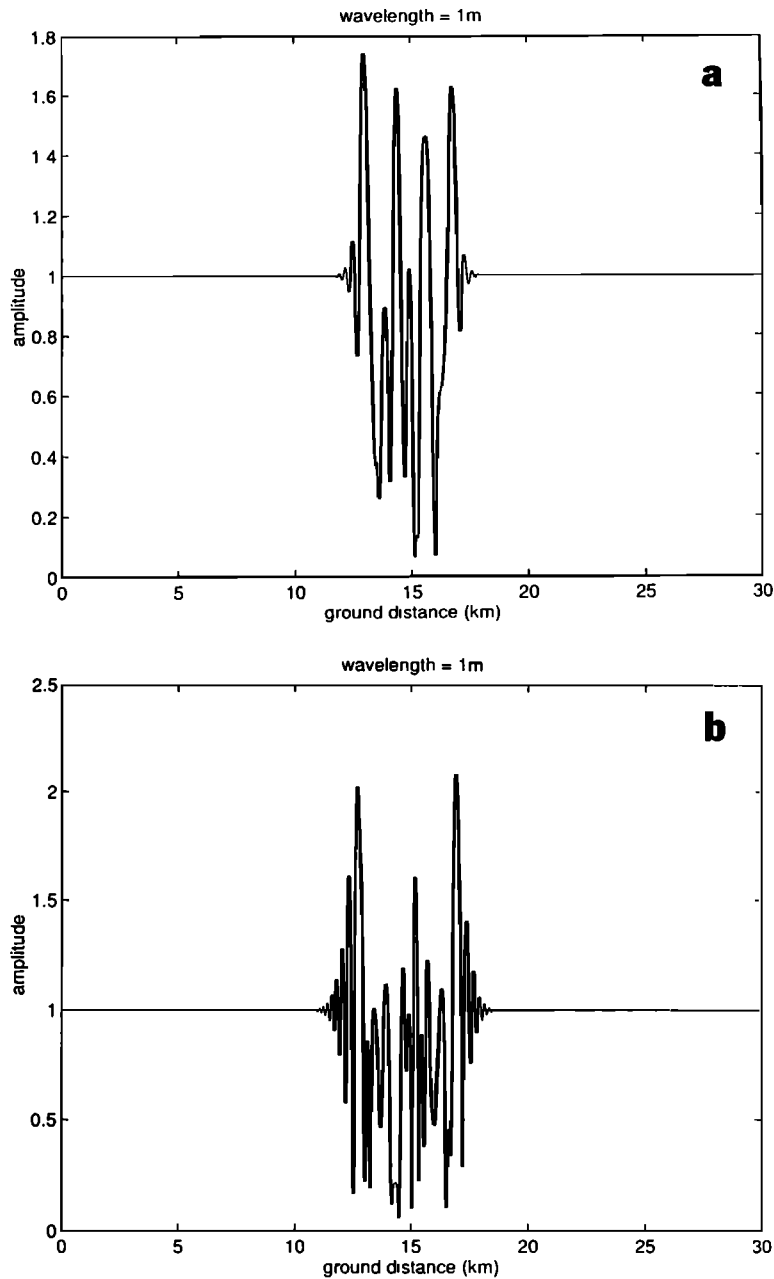 wavelength = 1m
a
1.8
1.6
1 4
1.2
1
0.8
0.6
0.4
0.2
0
amplitude
0 5 10 15 20 25 30
ground distance (km)
wavelength = 1m
b
2.5
2
1.5
1
0.5
0
amplitude
0 5 10 15 20 25 30
ground distance (km)